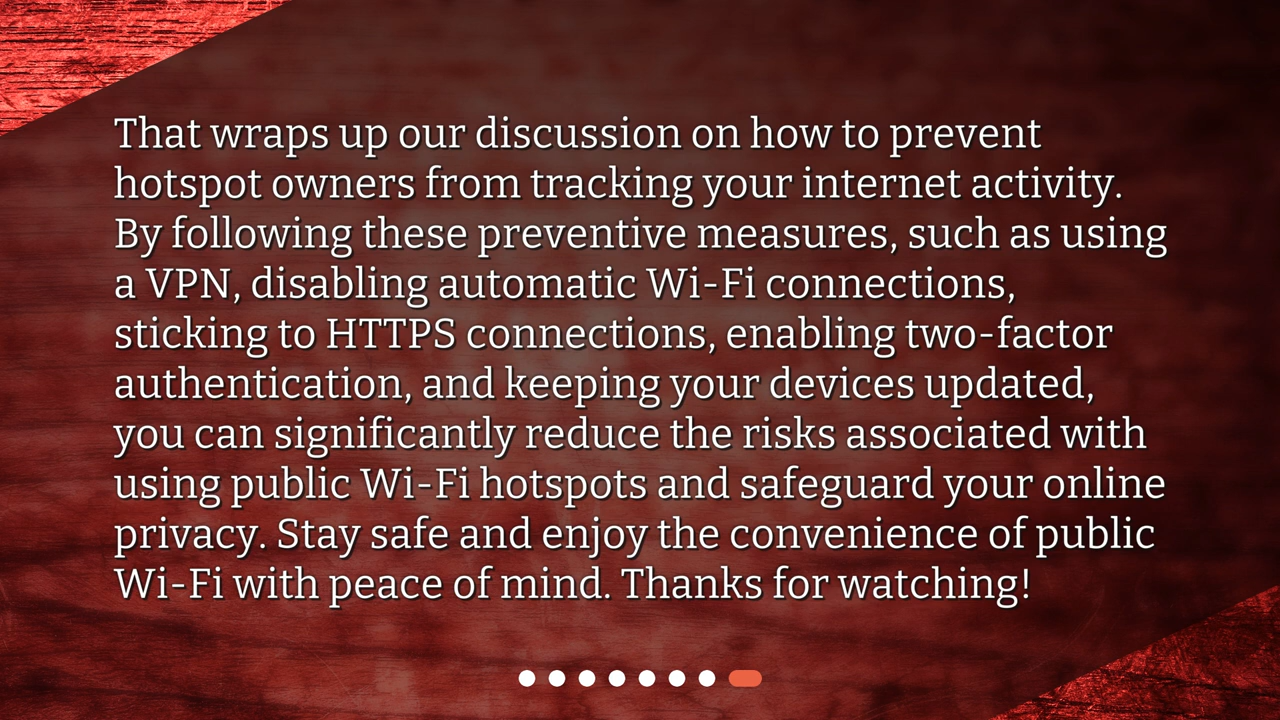 That wraps up our discussion on how to prevent
hotspot owners from tracking your internet activity.
By following these preventive measures, such as using
a VPN, disabling automatic Wi-Fi connections,
sticking to HTTPS connections, enabling two-factor
authentication, and keeping your devices updated,
you can significantly reduce the risks associated with
using public Wi-Fi hotspots and safeguard your online
privacy. Stay safe and enjoy the convenience of public
Wi-Fi with peace of mind. Thanks for watching!